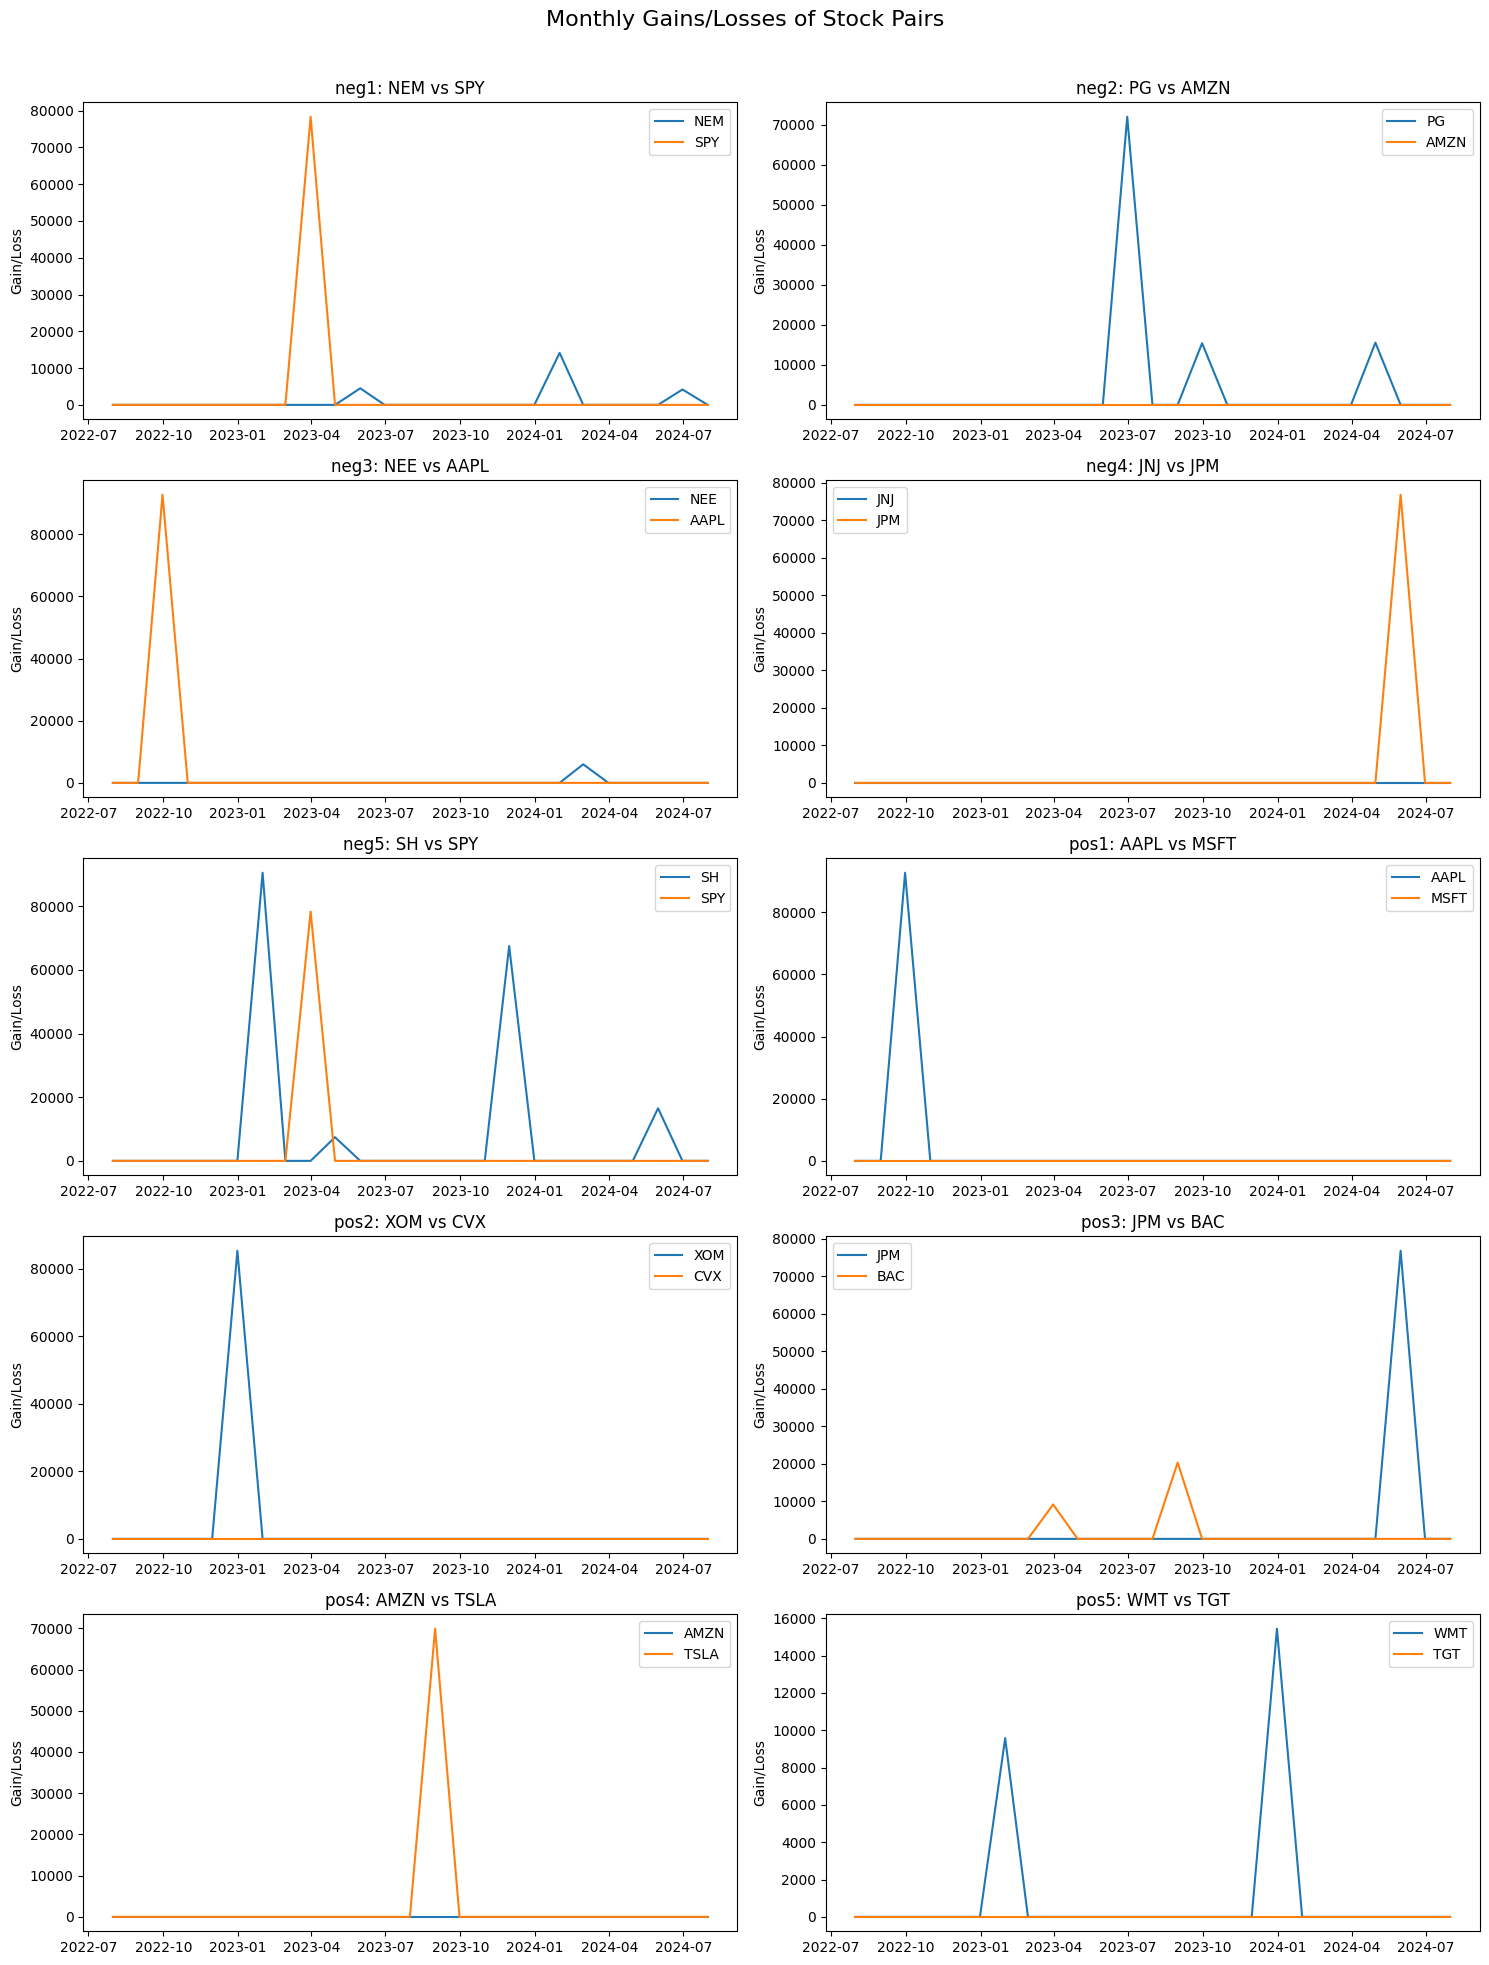 Monthly Gains/Losses of Stock Pairs
neg1: NEM vs SPY
NEM
SPY
Gain/Loss
80000
70000
60000
50000
40000
30000
20000
10000
0
2022-07 2022-10 2023-01 2023-04 2023-07 2023-10 2024-01 2024-04 2024-07
neg2: PG vs AMZN
PG
AMZN
Gain/Loss
70000
60000
50000
40000
30000
20000
10000
0
2022-07 2022-10 2023-01 2023-04 2023-07 2023-10 2024-01 2024-04 2024-07
neg3: NEE vs AAPL
NEE
AAPL
Gain/Loss
80000
60000
40000
20000
0
2022-07 2022-10 2023-01 2023-04 2023-07 2023-10 2024-01 2024-04 2024-07
neg4: JNJ vs JPM
JNJ
JPM
Gain/Loss
80000
70000
60000
50000
40000
30000
20000
10000
0
2022-07 2022-10 2023-01 2023-04 2023-07 2023-10 2024-01 2024-04 2024-07
neg5: SH vs SPY
SH
SPY
Gain/Loss
80000
60000
40000
20000
0
2022-07 2022-10 2023-01 2023-04 2023-07 2023-10 2024-01 2024-04 2024-07
pos1: AAPL vs MSFT
AAPL
MSFT
Gain/Loss
80000
60000
40000
20000
0
2022-07 2022-10 2023-01 2023-04 2023-07 2023-10 2024-01 2024-04 2024-07
pos2: XOM vs CVX
XOM
CVX
Gain/Loss
80000
60000
40000
20000
0
2022-07 2022-10 2023-01 2023-04 2023-07 2023-10 2024-01 2024-04 2024-07
pos3: JPM vs BAC
JPM
BAC
Gain/Loss
80000
70000
60000
50000
40000
30000
20000
10000
0
2022-07 2022-10 2023-01 2023-04 2023-07 2023-10 2024-01 2024-04 2024-07
pos4: AMZN vs TSLA
AMZN
TSLA
Gain/Loss
70000
60000
50000
40000
30000
20000
10000
0
2022-07 2022-10 2023-01 2023-04 2023-07 2023-10 2024-01 2024-04 2024-07
pos5: WMT vs TGT
WMT
TGT
Gain/Loss
16000
14000
12000
10000
8000
6000
4000
2000
0
2022-07 2022-10 2023-01 2023-04 2023-07 2023-10 2024-01 2024-04 2024-07